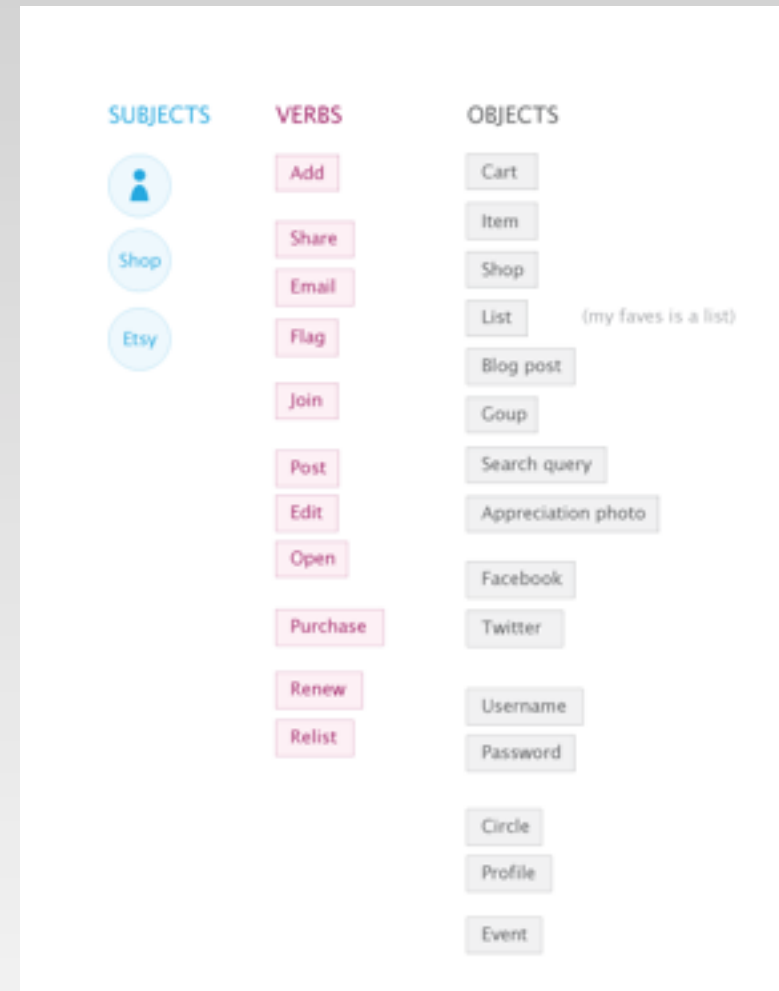 SUBJECTS
Shop
Etsy
VERBS
Add
Share
Email
Flag
Join
Post
Edit
Open
Purchase
Renew
Relist
OBJECTS
Cart
Item
Shop
List (my faves is a list)
Blog post
Goup
Search query
Appreciation photo
Facebook
Twitter
Username
Password
Circle
Profile
Event